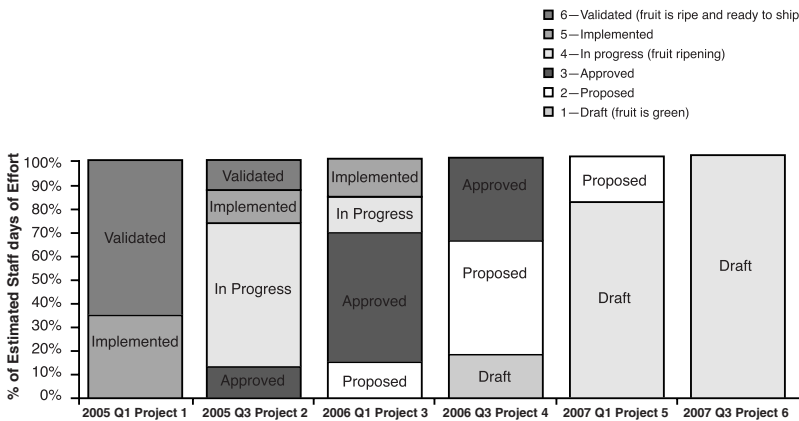 6—Validated (fruit is ripe and ready to ship
5—Implemented
4—In progress (fruit ripening)
3—Approved
2—Proposed
1—Draft (fruit is green)
% of Estimated Staff days of Effort
100%
90%
80%
70%
60%
50%
40%
30%
20%
10%
0%
Validated
Implemented
Validated
Implemented
In Progress
Approved
Implemented
In Progress
Approved
Proposed
Approved
Proposed
Draft
Proposed
Draft
Draft
2005 Q1 Project 1
2005 Q3 Project 2
2006 Q1 Project 3
2006 Q3 Project 4
2007 Q1 Project 5
2007 Q3 Project 6